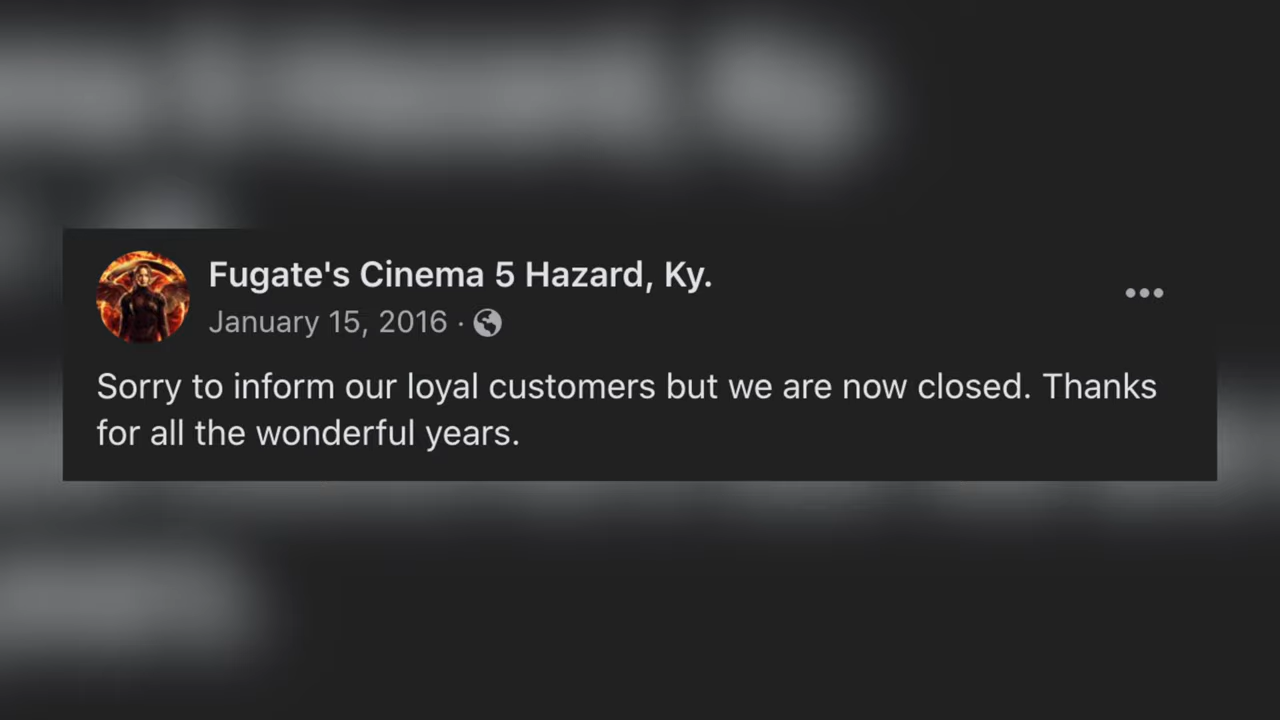 Fugate's Cinema 5 Hazard, Ky.
January 15, 2016 ·
Sorry to inform our loyal customers but we are now closed. Thanks
for all the wonderful years.